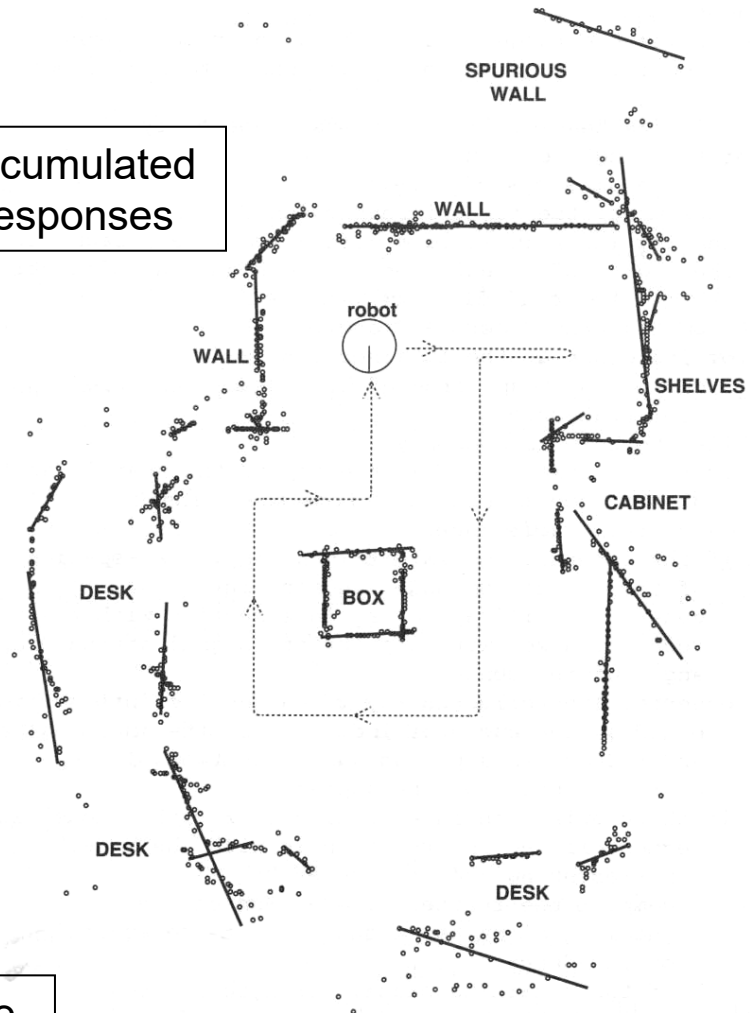 SPURIOUS
WALL
cumulated
esponses
WALL
robot
WALL
SHELVES
CABINET
DESK
BOX
DESK
DESK